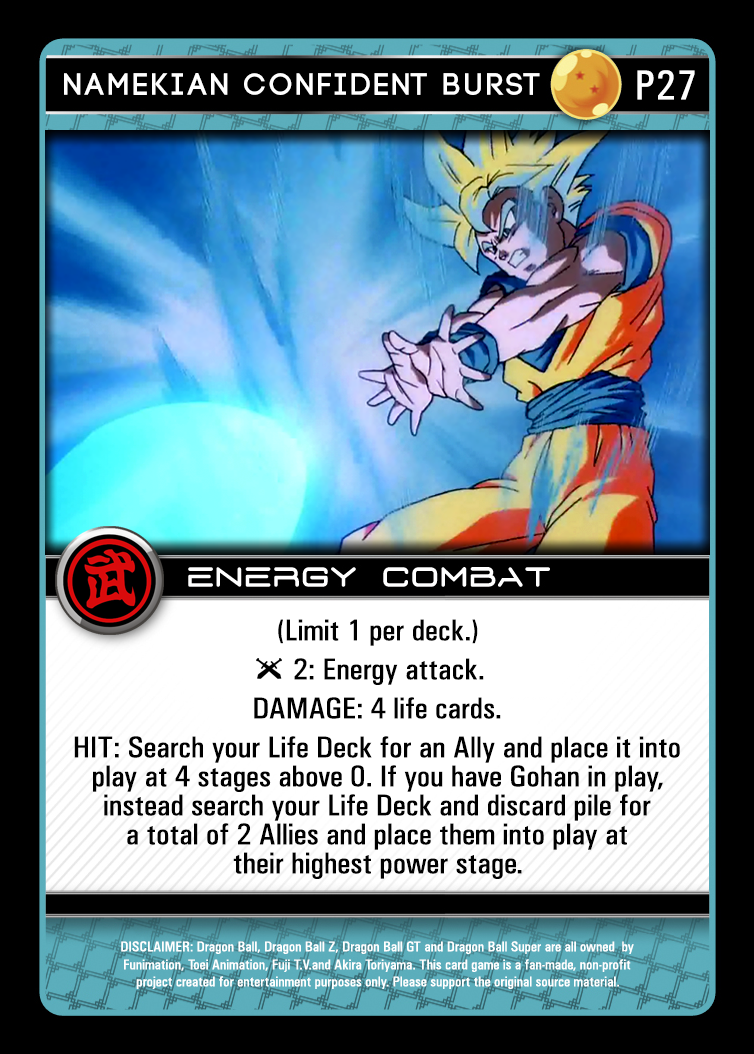 NAMEKIAN CONFIDENT BURST P27
武
ENERGY COMBAT
(Limit 1 per deck.)
2: Energy attack.
DAMAGE: 4 life cards.
HIT: Search your Life Deck for an Ally and place it into
play at 4 stages above 0. If you have Gohan in play,
instead search your Life Deck and discard pile for
a total of 2 Allies and place them into play at
their highest power stage.
DISCLAIMER: Dragon Ball, Dragon Ball Z, Dragon Ball GT and Dragon Ball Super are all owned by
Funimation, Toei Animation, Fuji T.V.and Akira Toriyama. This card game is a fan-made, non-profit
project created for entertainment purposes only. Please support the original source material.